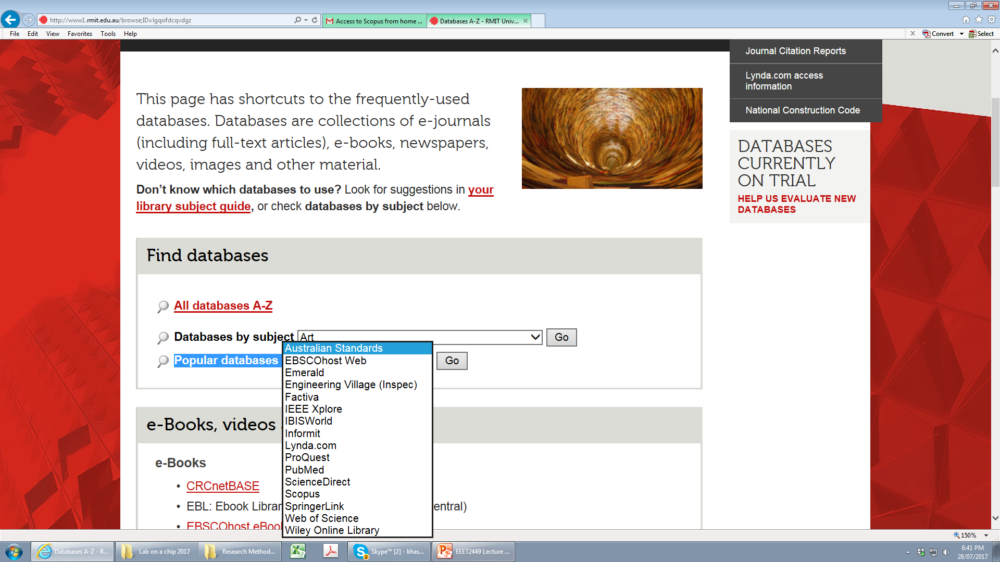 http://www1.rmit.edu.au/browse;ID=lgqxifdcqvdgz
Access to Scopus from home ...
Databases A-Z - RMIT Univ...
File Edit View Favorites Tools Help
Convert Select
Journal Citation Reports
Lynda.com access
information
National Construction Code
This page has shortcuts to the frequently-used
databases. Databases are collections of e-journals
(including full-text articles), e-books, newspapers,
videos, images and other material.
Don't know which databases to use? Look for suggestions in your
library subject guide, or check databases by subject below.
DATABASES
CURRENTLY
ON TRIAL
HELP US EVALUATE NEW
DATABASES
Find databases
All databases A-Z
Databases by subject Art Go
Popular databases Go
Australian Standards
EBSCOhost Web
Emerald
Engineering Village (Inspec)
Factiva
IEEE Xplore
IBISWorld
Informit
Lynda.com
ProQuest
PubMed
ScienceDirect
Scopus
SpringerLink
Web of Science
Wiley Online Library
e-Books, videos
e-Books
• CRCnetBASE
• EBL: Ebook Librar entral)
• EBSCOhost eBoo
150%
Databases A-Z - R...
Lab on a chip 2017
Research Method...
Skype™ [2] - khas...
EEET2449 Lecture ...
6:41 PM
28/07/2017